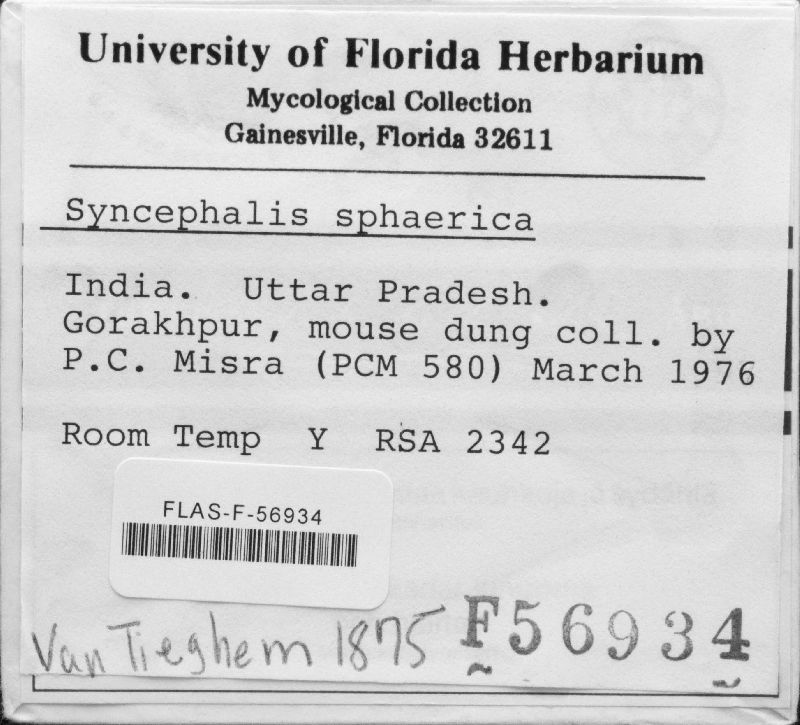 University of Florida Herbarium
Mycological Collection
Gainesville, Florida 32611
Syncephalis sphaerica
India. Uttar Pradesh.
Gorakhpur, mouse dung coll. by
P.C. Misra (PCM 580) March 1976
Room Temp Y RSA 2342
FLAS-F-56934
Van Tieghem 1875 F56934